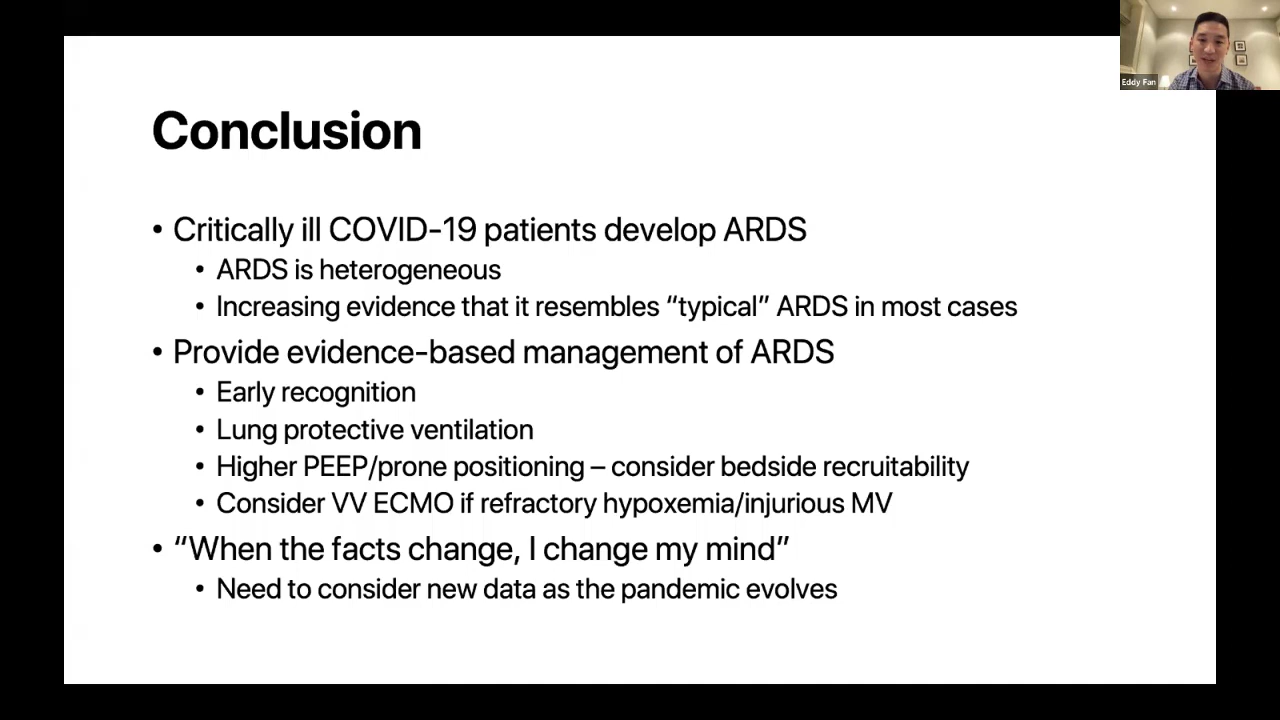 Eddy Fan
Conclusion
• Critically ill COVID-19 patients develop ARDS
• ARDS is heterogeneous
• Increasing evidence that it resembles “typical” ARDS in most cases
• Provide evidence-based management of ARDS
• Early recognition
• Lung protective ventilation
• Higher PEEP/prone positioning – consider bedside recruitability
• Consider VV ECMO if refractory hypoxemia/injurious MV
• “When the facts change, I change my mind”
• Need to consider new data as the pandemic evolves